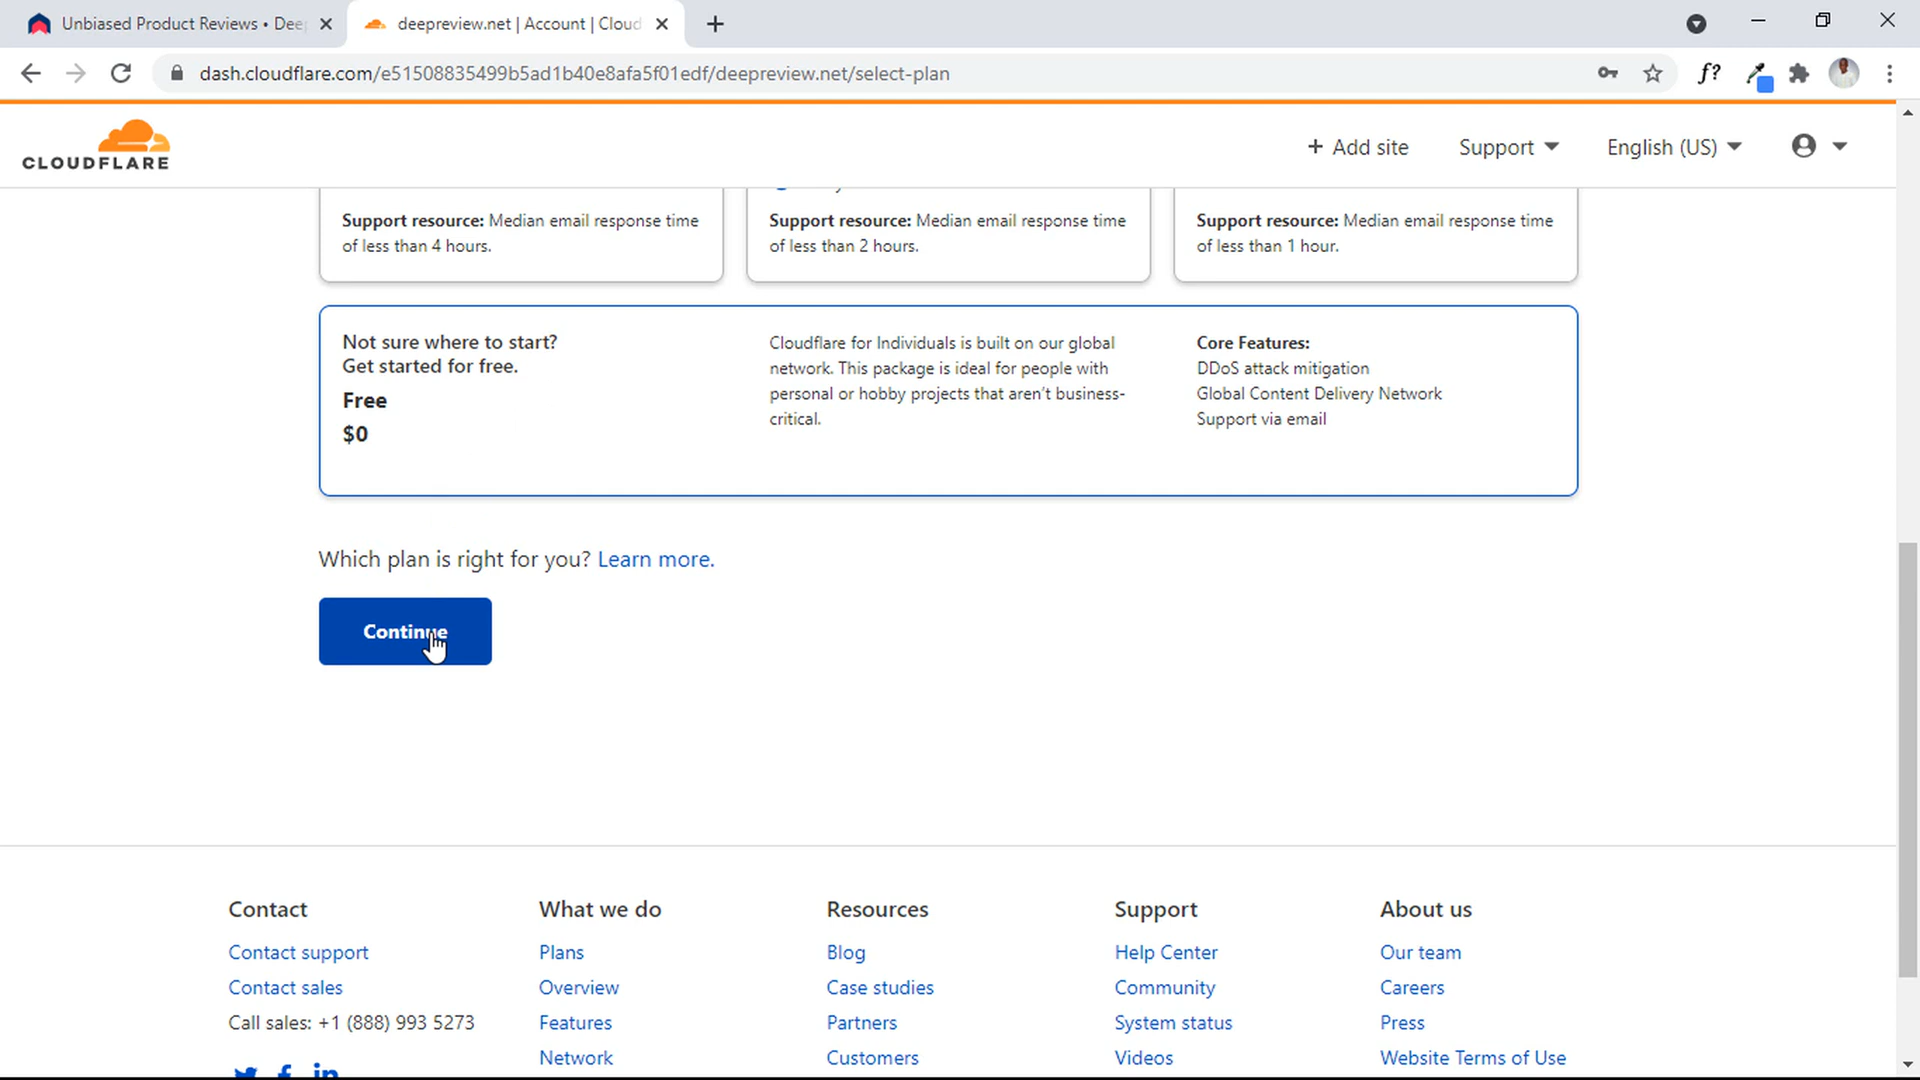 Unbiased Product Reviews • Dee
deepreview.net | Account | Cloud
dash.cloudflare.com/e51508835499b5ad1b40e8afa5f01edf/deepreview.net/select-plan
f?
CLOUDFLARE
+ Add site
Support
English (US)
Support resource: Median email response time
of less than 4 hours.
Support resource: Median email response time
of less than 2 hours.
Support resource: Median email response time
of less than 1 hour.
Not sure where to start?
Get started for free.
Free
$0
Cloudflare for Individuals is built on our global
network. This package is ideal for people with
personal or hobby projects that aren't business-
critical.
Core Features:
DDoS attack mitigation
Global Content Delivery Network
Support via email
Which plan is right for you? Learn more.
Continue
Contact
Contact support
Contact sales
Call sales: +1 (888) 993 5273
What we do
Plans
Overview
Features
Network
Resources
Blog
Case studies
Partners
Customers
Support
Help Center
Community
System status
Videos
About us
Our team
Careers
Press
Website Terms of Use